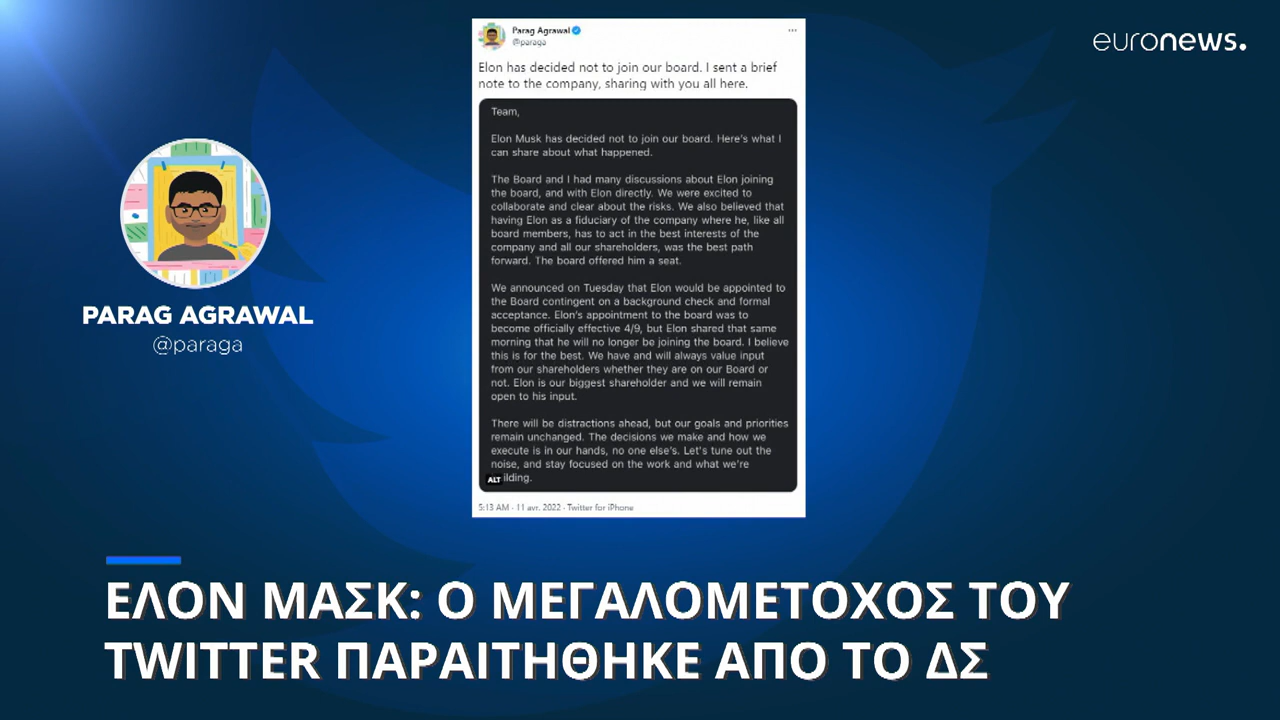 euronews.
Parag Agrawal
@paraga
Elon has decided not to join our board. I sent a brief
note to the company, sharing with you all here.
Team,
Elon Musk has decided not to join our board. Here's what I
can share about what happened.
The Board and I had many discussions about Elon joining
the board, and with Elon directly. We were excited to
collaborate and clear about the risks. We also believed that
having Elon as a fiduciary of the company where he, like all
board members, has to act in the best interests of the
company and all our shareholders, was the best path
forward. The board offered him a seat.
We announced on Tuesday that Elon would be appointed to
the Board contingent on a background check and formal
acceptance. Elon's appointment to the board was to
become officially effective 4/9, but Elon shared that same
morning that he will no longer be joining the board. I believe
this is for the best. We have and will always value input
from our shareholders whether they are on our Board or
not. Elon is our biggest shareholder and we will remain
open to his input.
There will be distractions ahead, but our goals and priorities
remain unchanged. The decisions we make and how we
execute is in our hands, no one else's. Let's tune out the
noise, and stay focused on the work and what we're
ALT ilding.
5:13 AM · 11 avr. 2022 · Twitter for iPhone
PARAG AGRAWAL
@paraga
ΕΛΟΝ ΜΑΣΚ: Ο ΜΕΓΑΛΟΜΕΤΟΧΟΣ ΤΟΥ
TWITTER ΠΑΡΑΙΤΗΘΗΚΕ ΑΠΟ ΤΟ ΔΣ